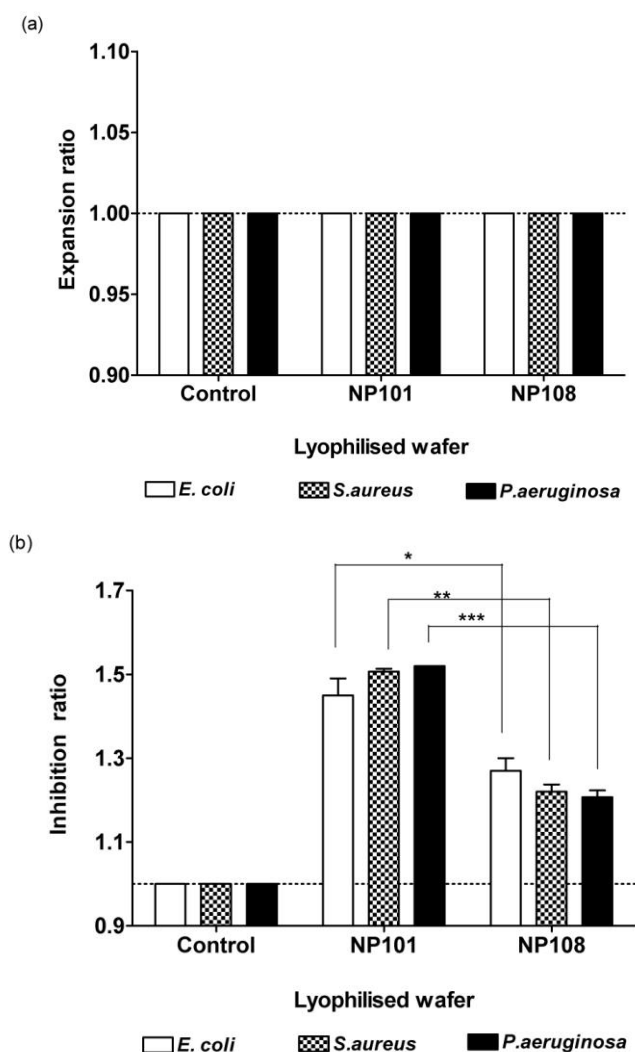 (a)
Expansion ratio
1.10
1.05
1.00
0.95
0.90
Control NP101 NP108
Lyophilised wafer
E. coli S.aureus P.aeruginosa
(b)
Inhibition ratio
1.7
1.5
1.3
1.1
0.9
*
**
***
Control NP101 NP108
Lyophilised wafer
E. coli S.aureus P.aeruginosa